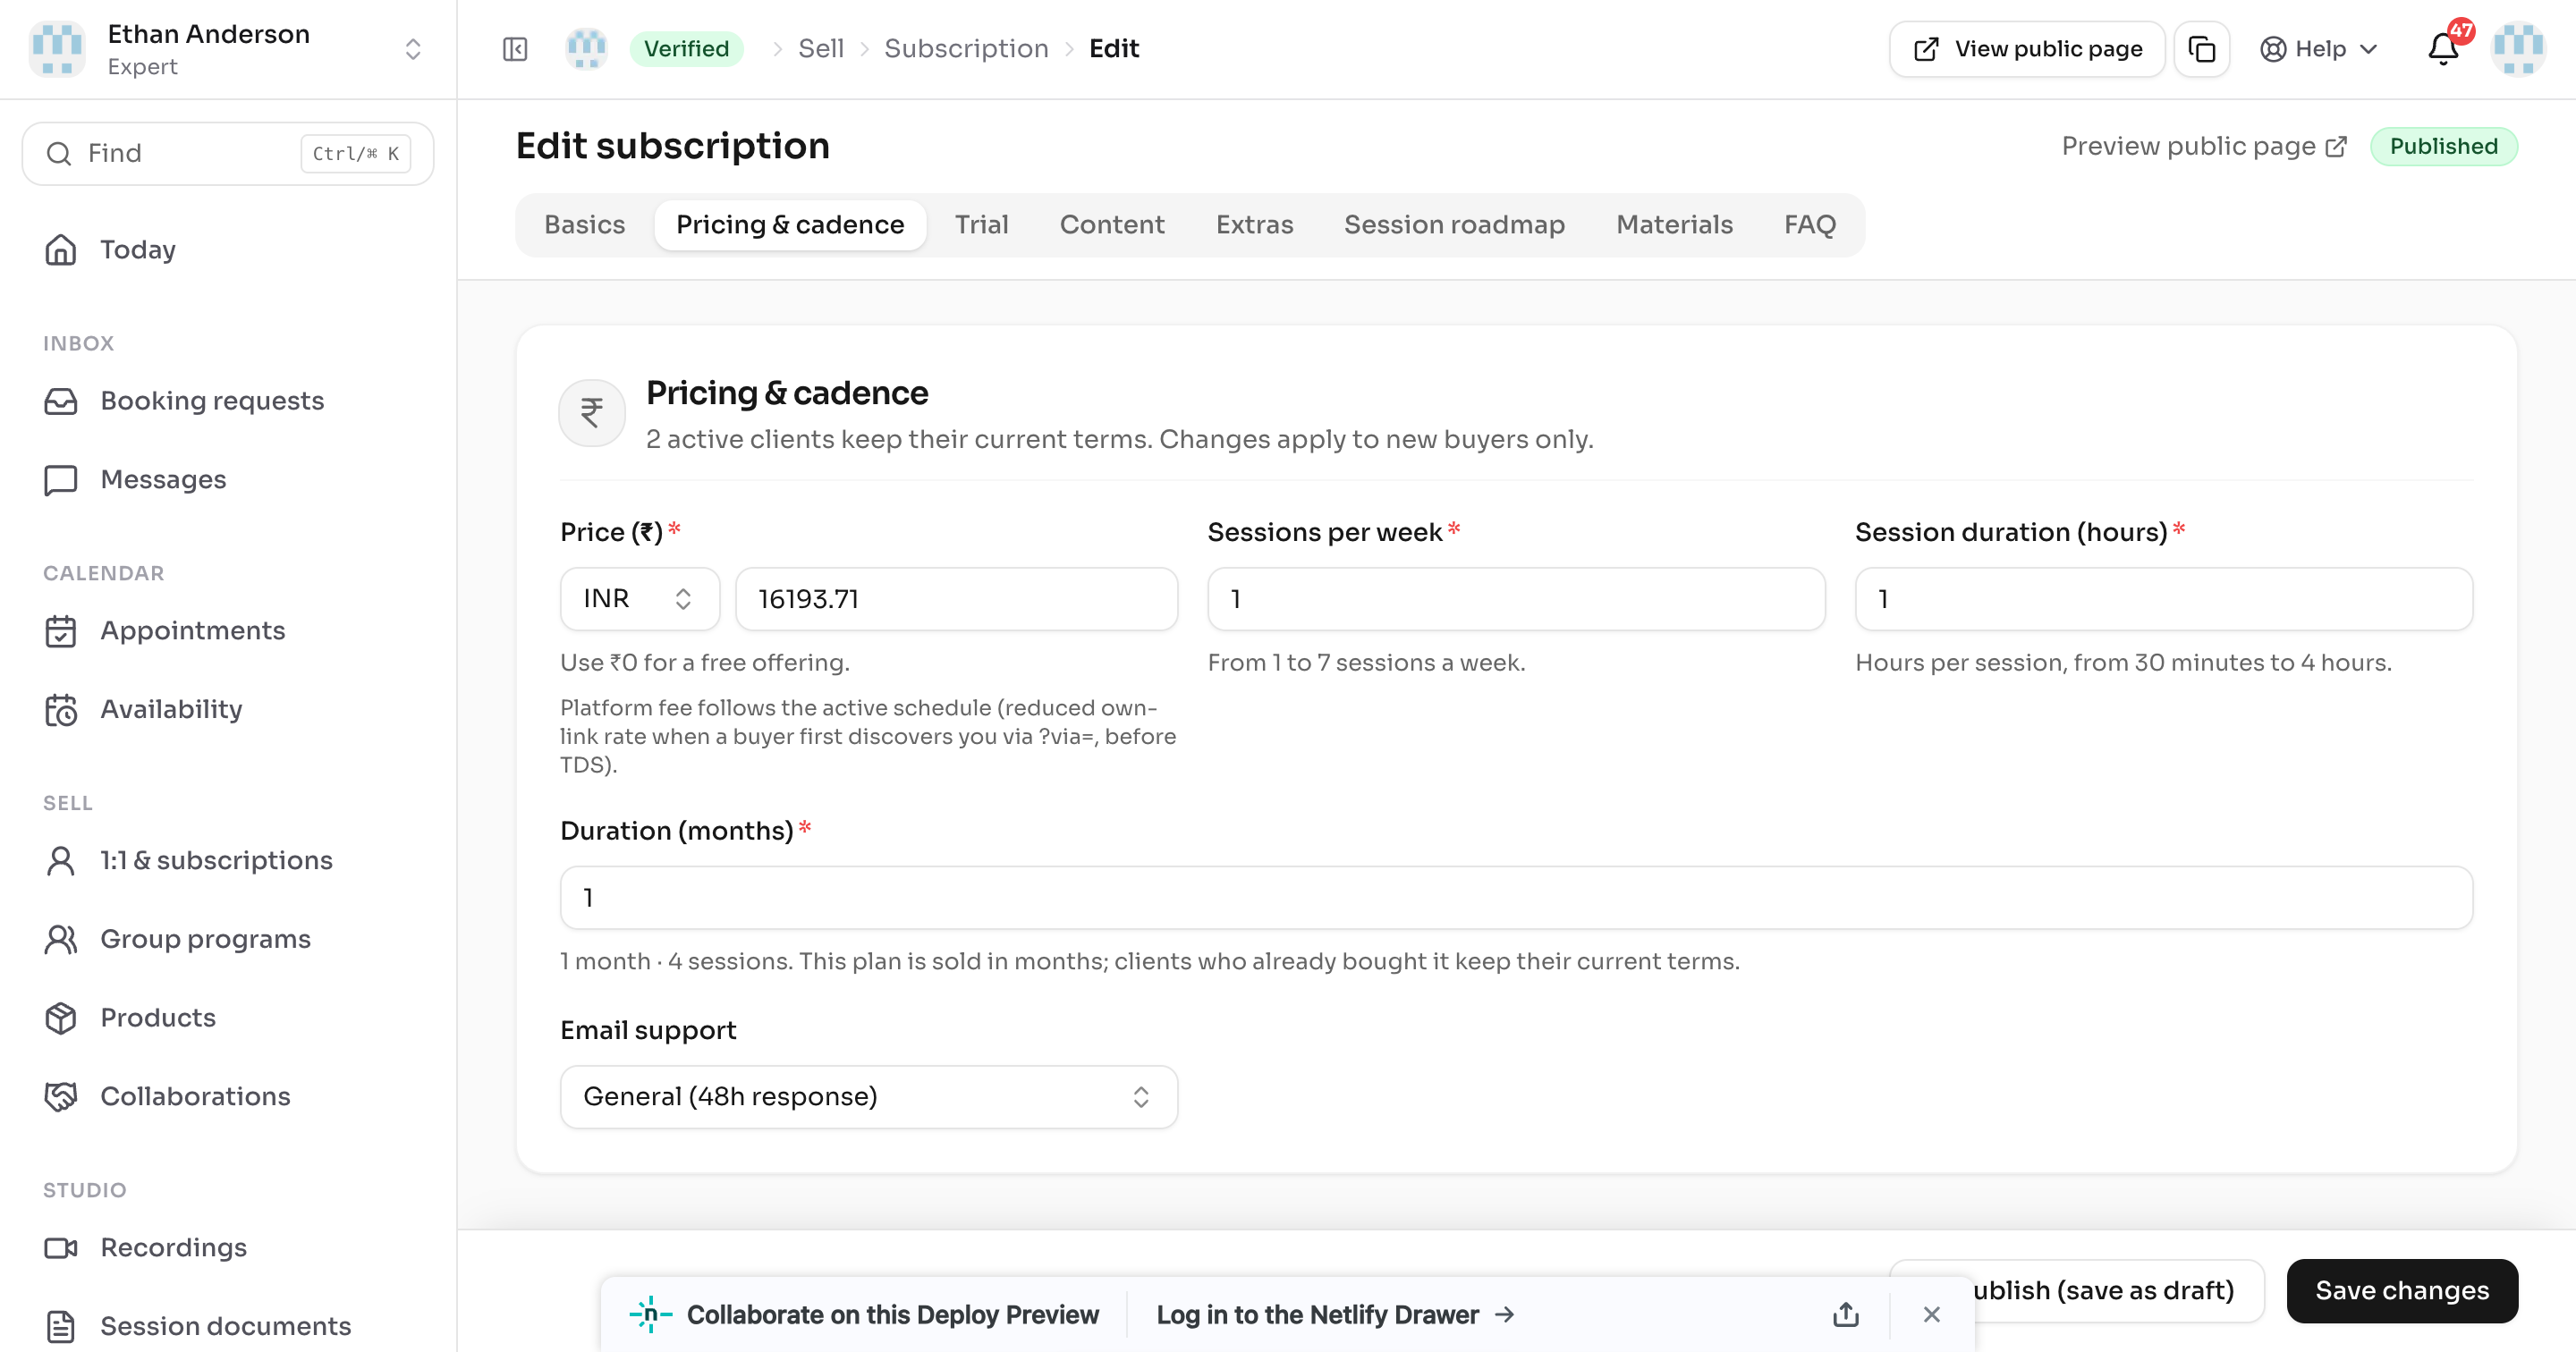 Ethan Anderson
Expert
Find
Ctrl/⌘ K
Today
INBOX
Booking requests
Messages
CALENDAR
Appointments
Availability
SELL
1:1 & subscriptions
Group programs
Products
Collaborations
STUDIO
Recordings
Session documents
Verified
Sell
Subscription
Edit
View public page
Help
47
Edit subscription
Preview public page
Published
Basics
Pricing & cadence
Trial
Content
Extras
Session roadmap
Materials
FAQ
₹
Pricing & cadence
2 active clients keep their current terms. Changes apply to new buyers only.
Price (₹) *
INR
16193.71
Use ₹0 for a free offering.
Platform fee follows the active schedule (reduced own-
link rate when a buyer first discovers you via ?via=, before
TDS).
Sessions per week *
1
From 1 to 7 sessions a week.
Session duration (hours) *
1
Hours per session, from 30 minutes to 4 hours.
Duration (months) *
1
1 month · 4 sessions. This plan is sold in months; clients who already bought it keep their current terms.
Email support
General (48h response)
ublish (save as draft)
Save changes
n
Collaborate on this Deploy Preview
Log in to the Netlify Drawer →